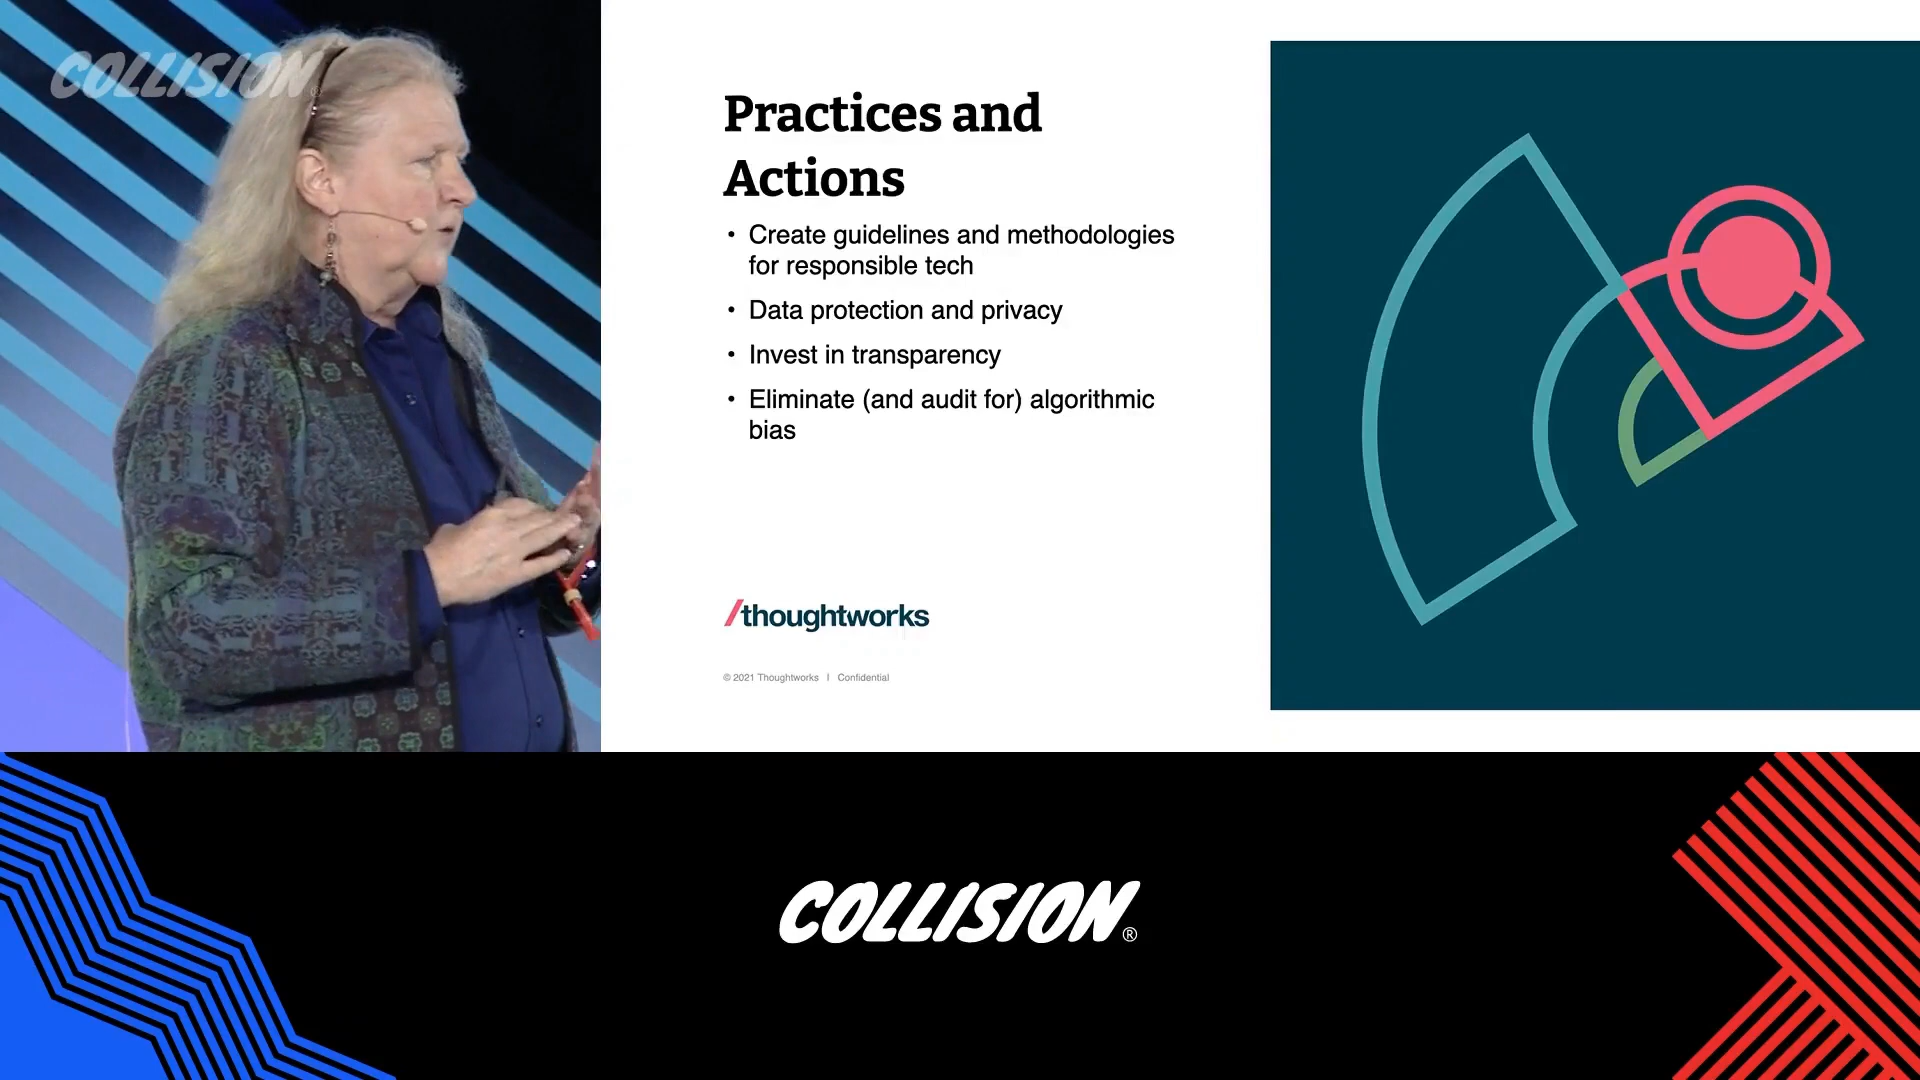 COLLISION®
Practices and
Actions
• Create guidelines and methodologies
for responsible tech
• Data protection and privacy
• Invest in transparency
• Eliminate (and audit for) algorithmic
bias
/thoughtworks
© 2021 Thoughtworks | Confidential
COLLISION®